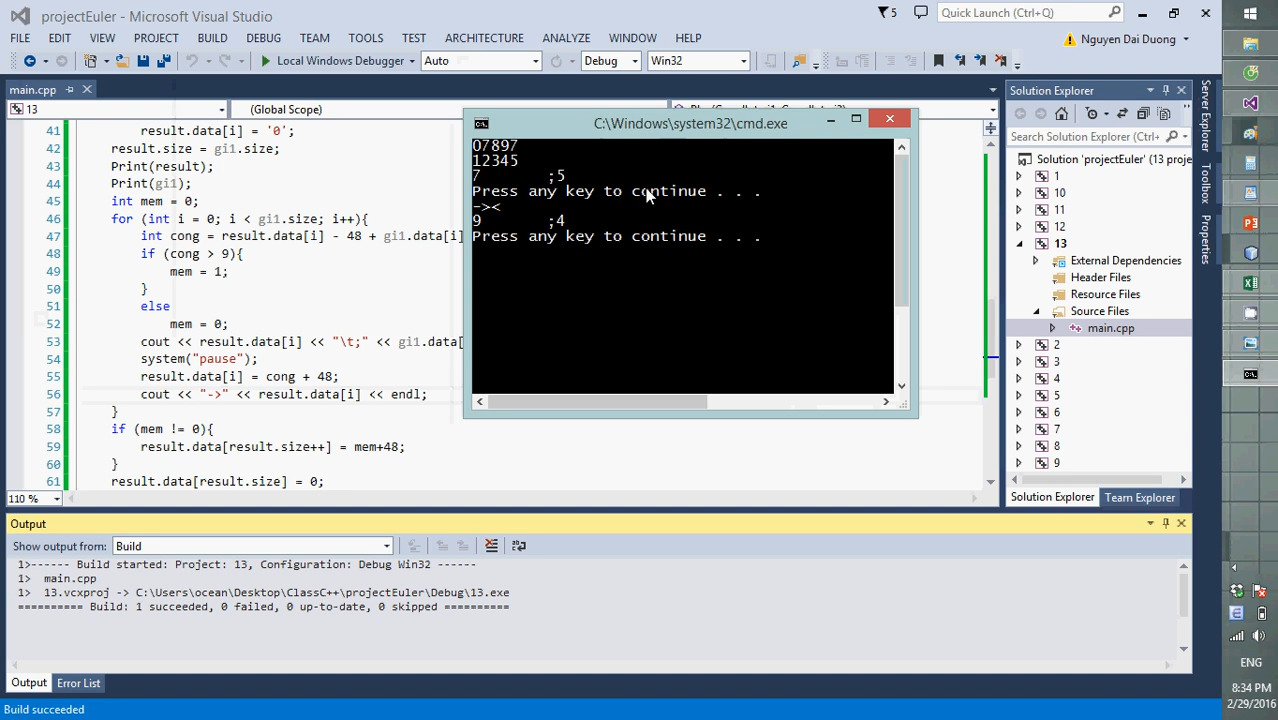 projectEuler - Microsoft Visual Studio
5
Quick Launch (Ctrl+Q)
FILE EDIT VIEW PROJECT BUILD DEBUG TEAM TOOLS TEST ARCHITECTURE ANALYZE WINDOW HELP
Nguyen Dai Duong
Local Windows Debugger Auto Debug Win32
main.cpp
13
(Global Scope)
41 result.data[i] = '0';
42 result.size = gi1.size;
43 Print(result);
44 Print(gi1);
45 int mem = 0;
46 for (int i = 0; i < gi1.size; i++){
47 int cong = result.data[i] - 48 + gi1.data[i]
48 if (cong > 9){
49 mem = 1;
50 }
51 else
52 mem = 0;
53 cout << result.data[i] << "\t;" << gi1.data[
54 system("pause");
55 result.data[i] = cong + 48;
56 cout << "->" << result.data[i] << endl;
57 }
58 if (mem != 0){
59 result.data[result.size++] = mem+48;
60 }
61 result.data[result.size] = 0;
110 %
C:\Windows\system32\cmd.exe
07897
12345
7 ;5
Press any key to continue . . .
-><
9 ;4
Press any key to continue . . .
Solution Explorer
Search Solution Explorer (Ctrl+;)
Solution 'projectEuler' (13 proj
1
10
11
12
13
External Dependencies
Header Files
Resource Files
Source Files
main.cpp
2
3
4
5
6
7
8
9
Solution Explorer Team Explorer
Server Explorer
Toolbox
Properties
Output
Show output from: Build
1>------ Build started: Project: 13, Configuration: Debug Win32 ------
1> main.cpp
1> 13.vcxproj -> C:\Users\ocean\Desktop\ClassC++\projectEuler\Debug\13.exe
========== Build: 1 succeeded, 0 failed, 0 up-to-date, 0 skipped ==========
Output Error List
Build succeeded
ENG
8:34 PM
2/29/2016